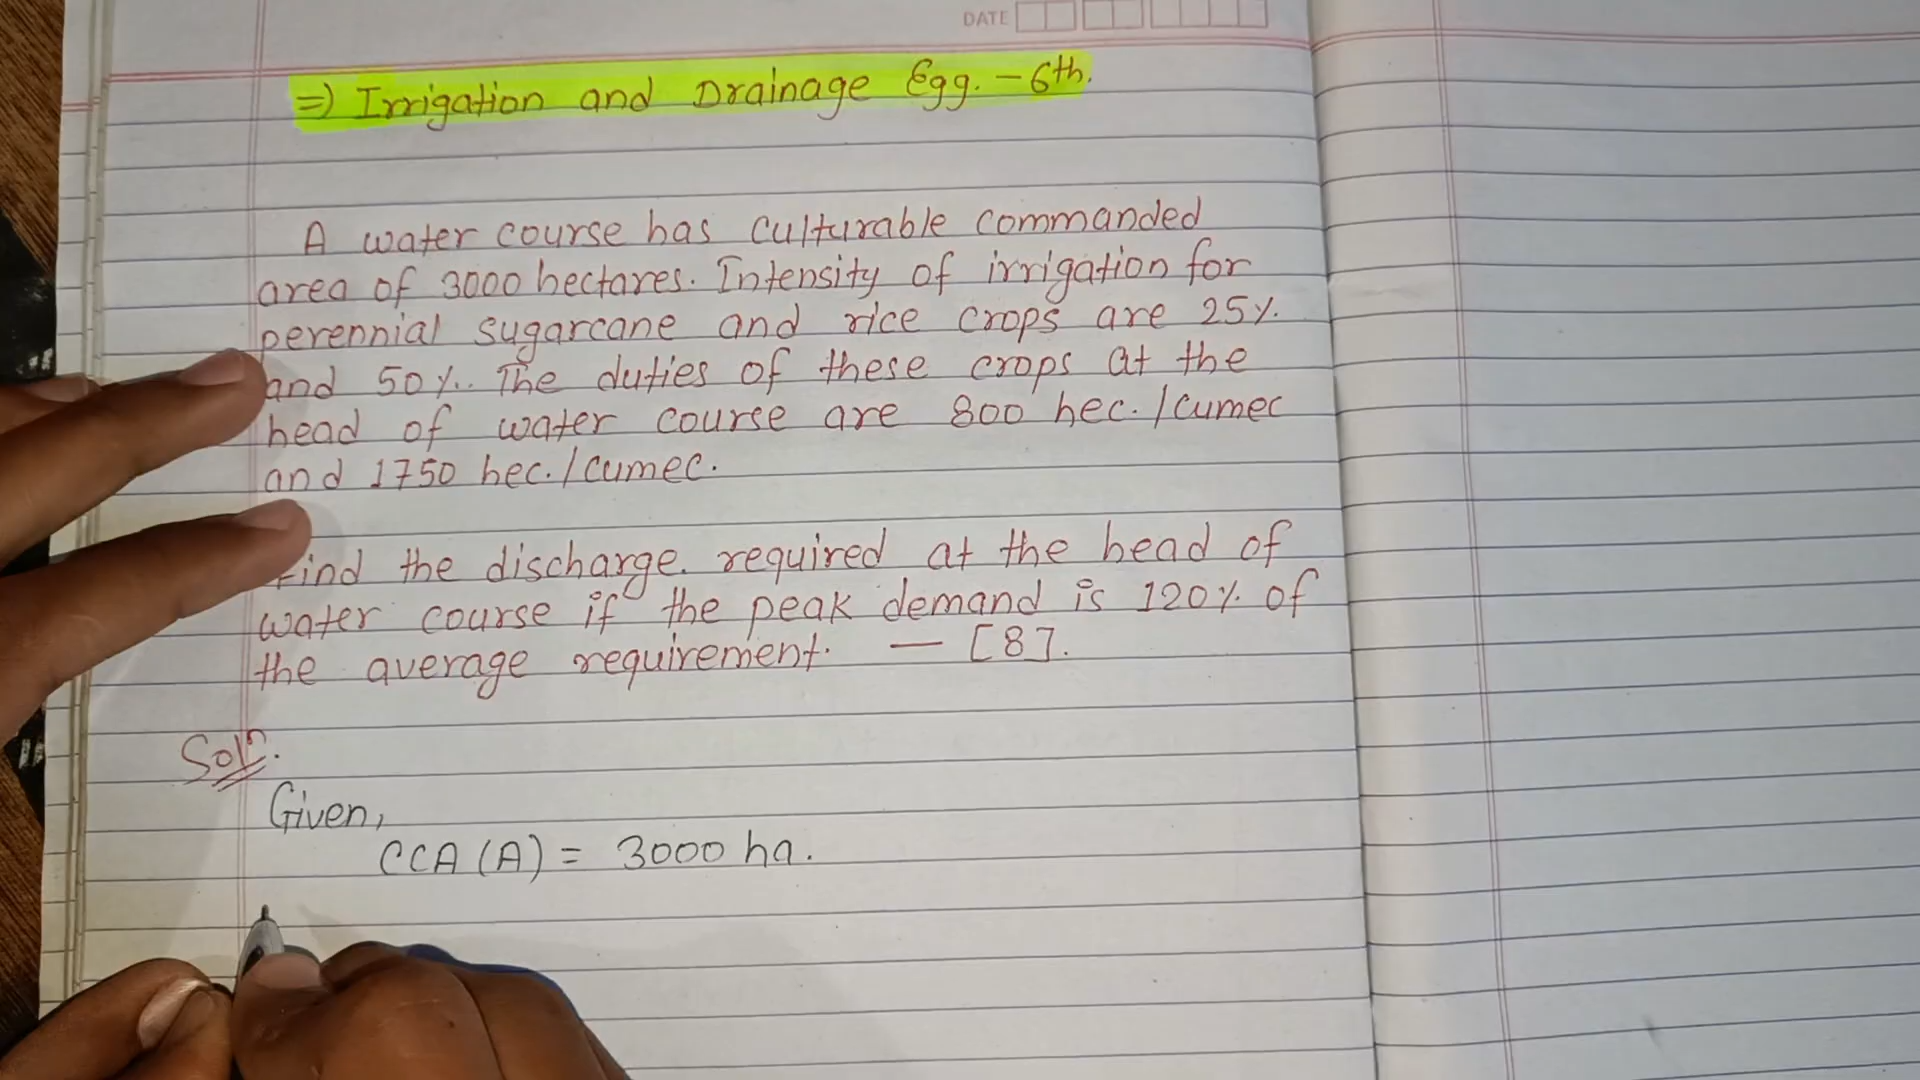 DATE
⇒ Irrigation and Drainage Egg. - 6th.
A water course has culturable commanded
area of 3000 hectares. Intensity of irrigation for
perennial sugarcane and rice crops are 25%
and 50%. The duties of these crops at the
head of water course are 800 hec./cumec
and 1750 hec./cumec.
Find the discharge. required at the head of
water course if the peak demand is 120% of
the average requirement. — [8].
Solⁿ.
Given,
CCA (A) = 3000 ha.